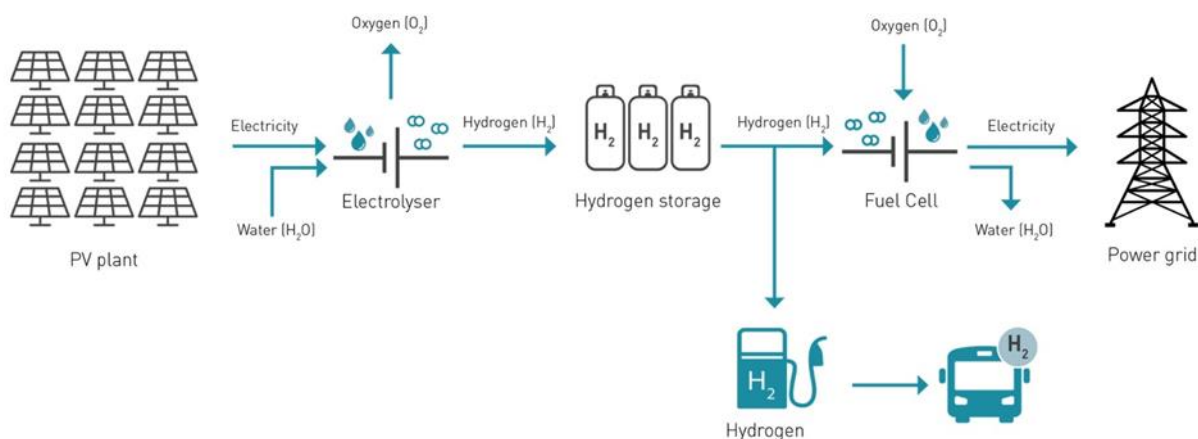 Oxygen (O₂)
Oxygen (O₂)
Electricity
Hydrogen (H₂)
H₂ H₂ H₂
Hydrogen (H₂)
Electricity
Electrolyser
Hydrogen storage
Fuel Cell
Water (H₂O)
Water (H₂O)
PV plant
Power grid
H₂
H₂
Hydrogen